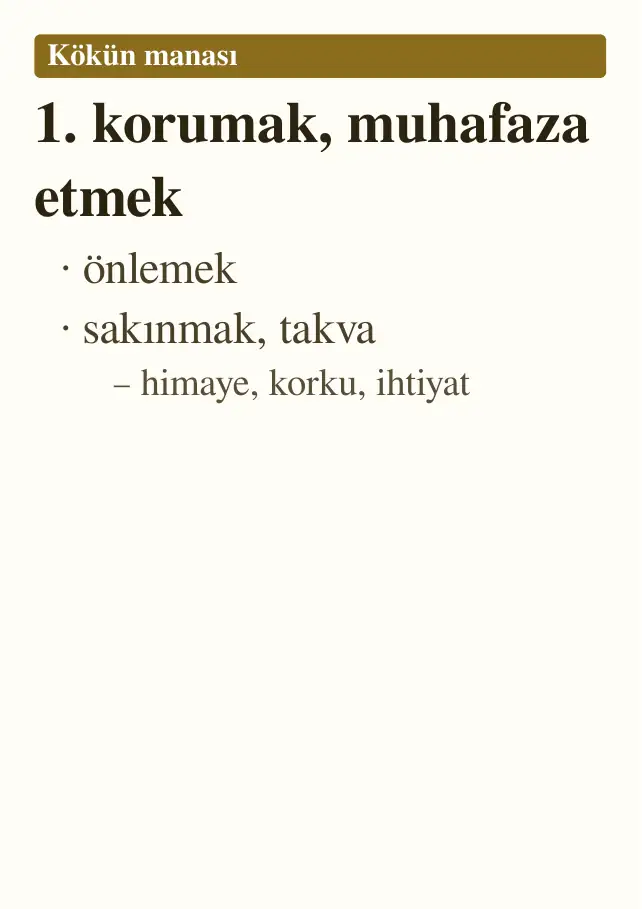 Kökün manası
1. korumak, muhafaza
etmek
· önlemek
· sakınmak, takva
– himaye, korku, ihtiyat